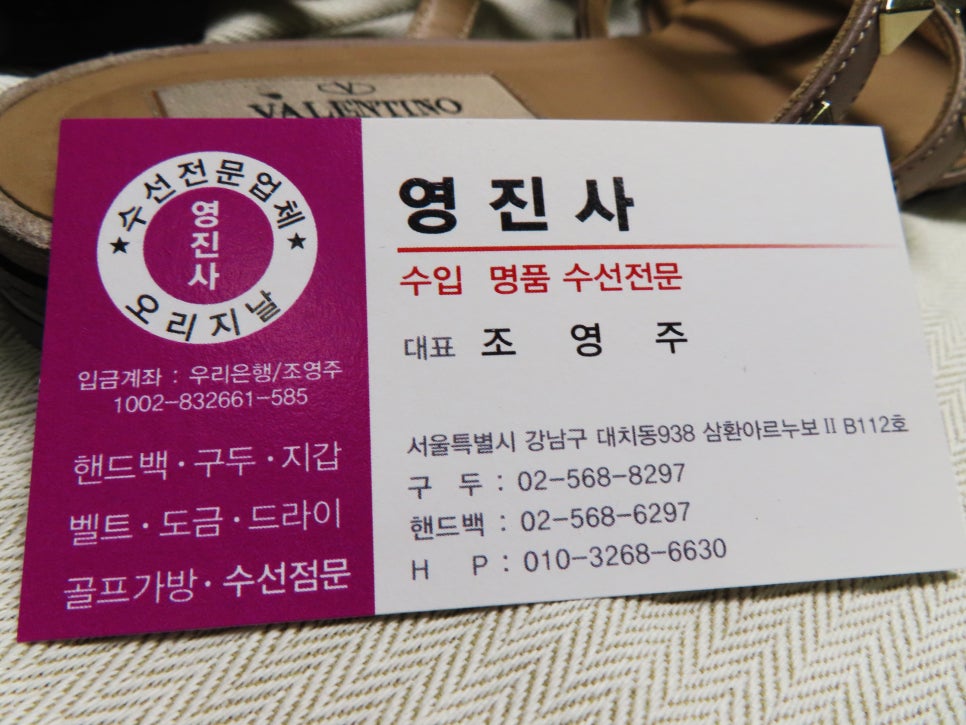 VALENTINO
★수선전문업체★
영진사
오리지날
입금계좌 : 우리은행/조영주
1002-832661-585
핸드백·구두·지갑
벨트·도금·드라이
골프가방·수선점문
영진사
수입 명품 수선전문
대표 조 영 주
서울특별시 강남구 대치동938 삼환아르누보Ⅱ B112호
구 두 : 02-568-8297
핸드백 : 02-568-6297
H P : 010-3268-6630